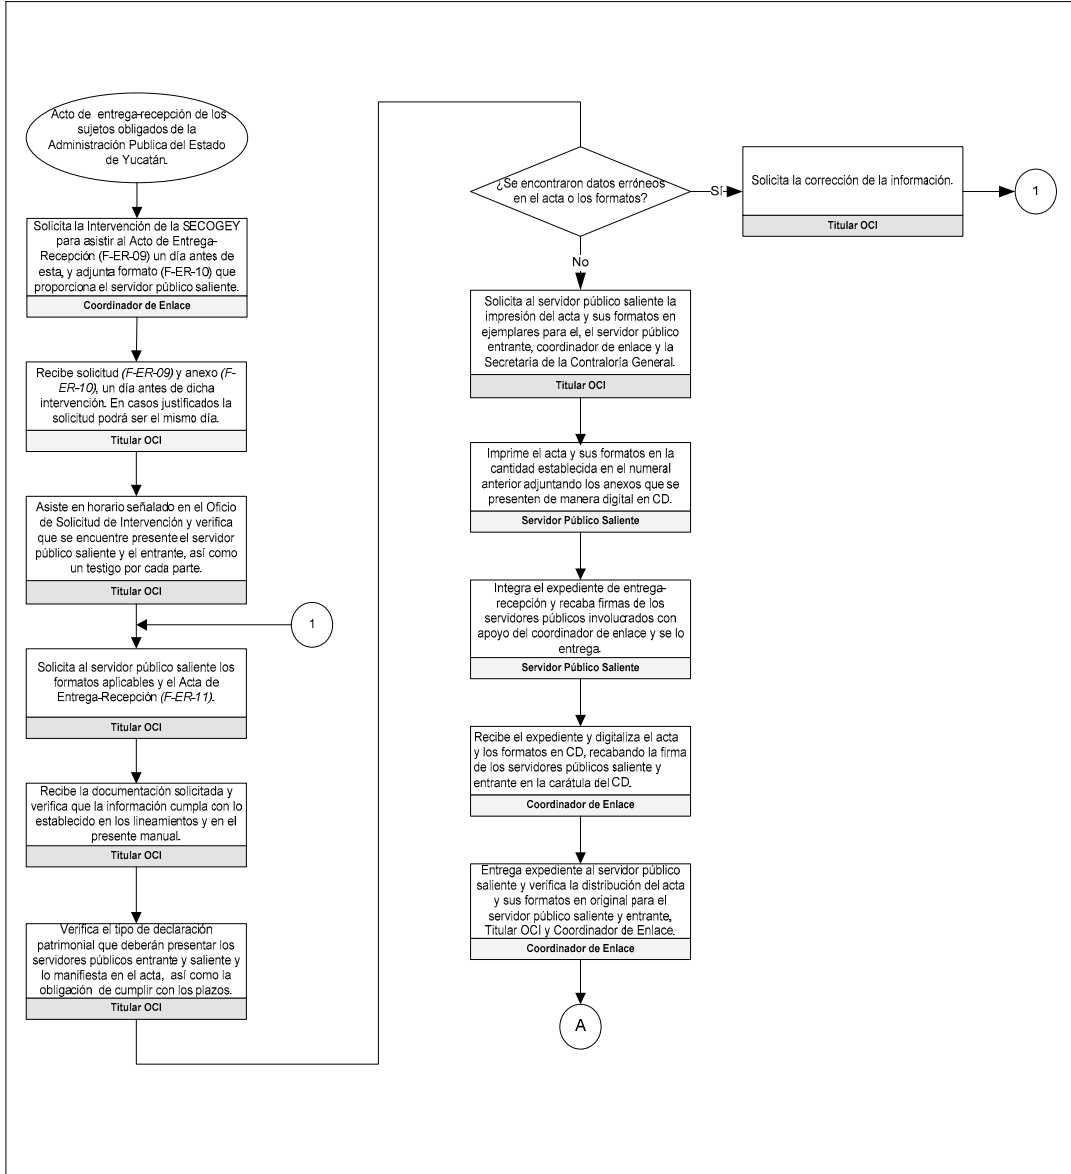 Acto de entrega-recepción de los
sujetos obligados de la
Administración Publica del Estado
de Yucatán.
Solicita la Intervención de la SECOGEY
para asistir al Acto de Entrega-
Recepción (F-ER-09) un día antes de
esta, y adjunta formato (F-ER-10) que
proporciona el servidor público saliente.
Coordinador de Enlace
Recibe solicitud (F-ER-09) y anexo (F-
ER-10), un día antes de dicha
intervención. En casos justificados la
solicitud podrá ser el mismo día.
Titular OCI
Asiste en horario señalado en el Oficio
de Solicitud de Intervención y verifica
que se encuentre presente el servidor
público saliente y el entrante, así como
un testigo por cada parte.
Titular OCI
1
Solicita al servidor público saliente los
formatos aplicables y el Acta de
Entrega-Recepción (F-ER-11).
Titular OCI
Recibe la documentación solicitada y
verifica que la información cumpla con lo
establecido en los lineamientos y en el
presente manual.
Titular OCI
Verifica el tipo de declaración
patrimonial que deberán presentar los
servidores públicos entrante y saliente y
lo manifiesta en el acta, así como la
obligación de cumplir con los plazos.
Titular OCI
¿Se encontraron datos erróneos
en el acta o los formatos?
Sí
Solicita la corrección de la información.
Titular OCI
1
No
Solicita al servidor público saliente la
impresión del acta y sus formatos en
ejemplares para el, el servidor público
entrante, coordinador de enlace y la
Secretaría de la Contraloría General.
Titular OCI
Imprime el acta y sus formatos en la
cantidad establecida en el numeral
anterior adjuntando los anexos que se
presenten de manera digital en CD.
Servidor Público Saliente
Integra el expediente de entrega-
recepción y recaba firmas de los
servidores públicos involucrados con
apoyo del coordinador de enlace y se lo
entrega.
Servidor Público Saliente
Recibe el expediente y digitaliza el acta
y los formatos en CD, recabando la firma
de los servidores públicos saliente y
entrante en la carátula del CD.
Coordinador de Enlace
Entrega expediente al servidor público
saliente y verifica la distribución del acta
y sus formatos en original para el
servidor público saliente y entrante,
Titular OCI y Coordinador de Enlace.
Coordinador de Enlace
A